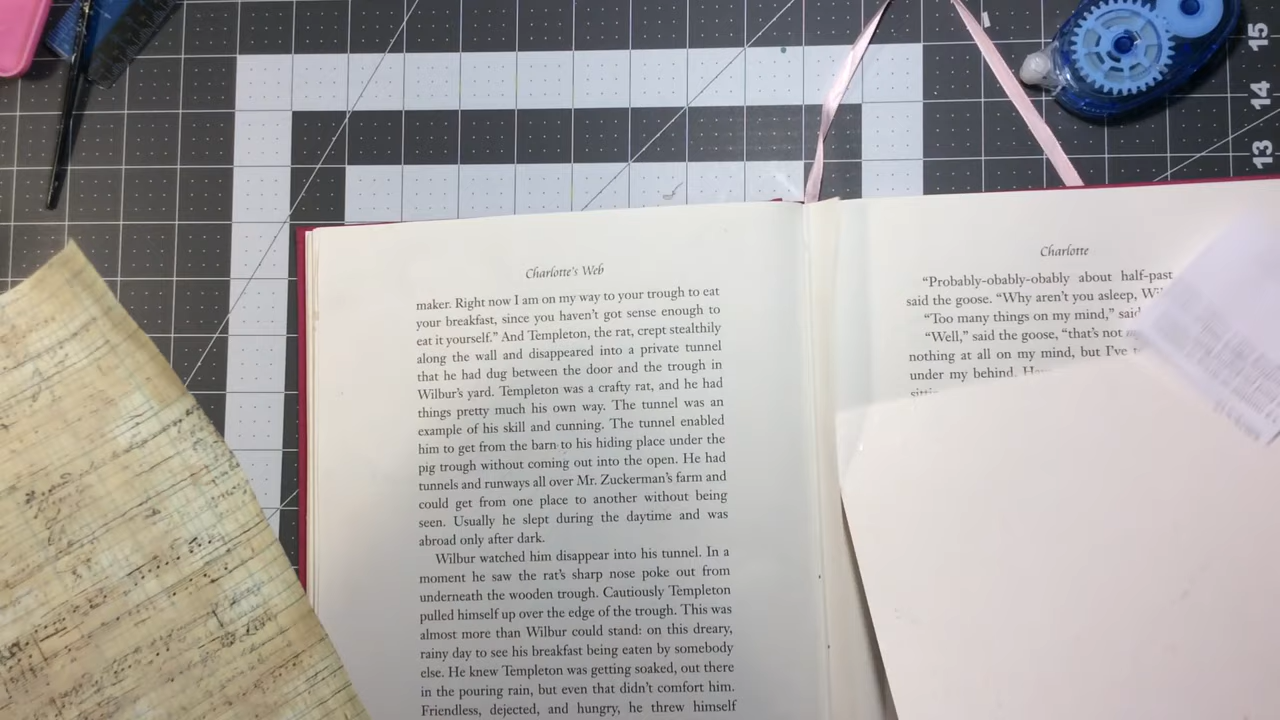 15
14
13
Charlotte's Web
maker. Right now I am on my way to your trough to eat
your breakfast, since you haven't got sense enough to
eat it yourself.” And Templeton, the rat, crept stealthily
along the wall and disappeared into a private tunnel
that he had dug between the door and the trough in
Wilbur's yard. Templeton was a crafty rat, and he had
things pretty much his own way. The tunnel was an
example of his skill and cunning. The tunnel enabled
him to get from the barn to his hiding place under the
pig trough without coming out into the open. He had
tunnels and runways all over Mr. Zuckerman's farm and
could get from one place to another without being
seen. Usually he slept during the daytime and was
abroad only after dark.
Wilbur watched him disappear into his tunnel. In a
moment he saw the rat's sharp nose poke out from
underneath the wooden trough. Cautiously Templeton
pulled himself up over the edge of the trough. This was
almost more than Wilbur could stand: on this dreary,
rainy day to see his breakfast being eaten by somebody
else. He knew Templeton was getting soaked, out there
in the pouring rain, but even that didn't comfort him.
Friendless, dejected, and hungry, he threw himself
Charlotte
“Probably-obably-obably about half-past
said the goose. “Why aren't you asleep,
“Too many things on my mind,” said
“Well,” said the goose, “that's not
nothing at all on my mind, but I've
under my behind.